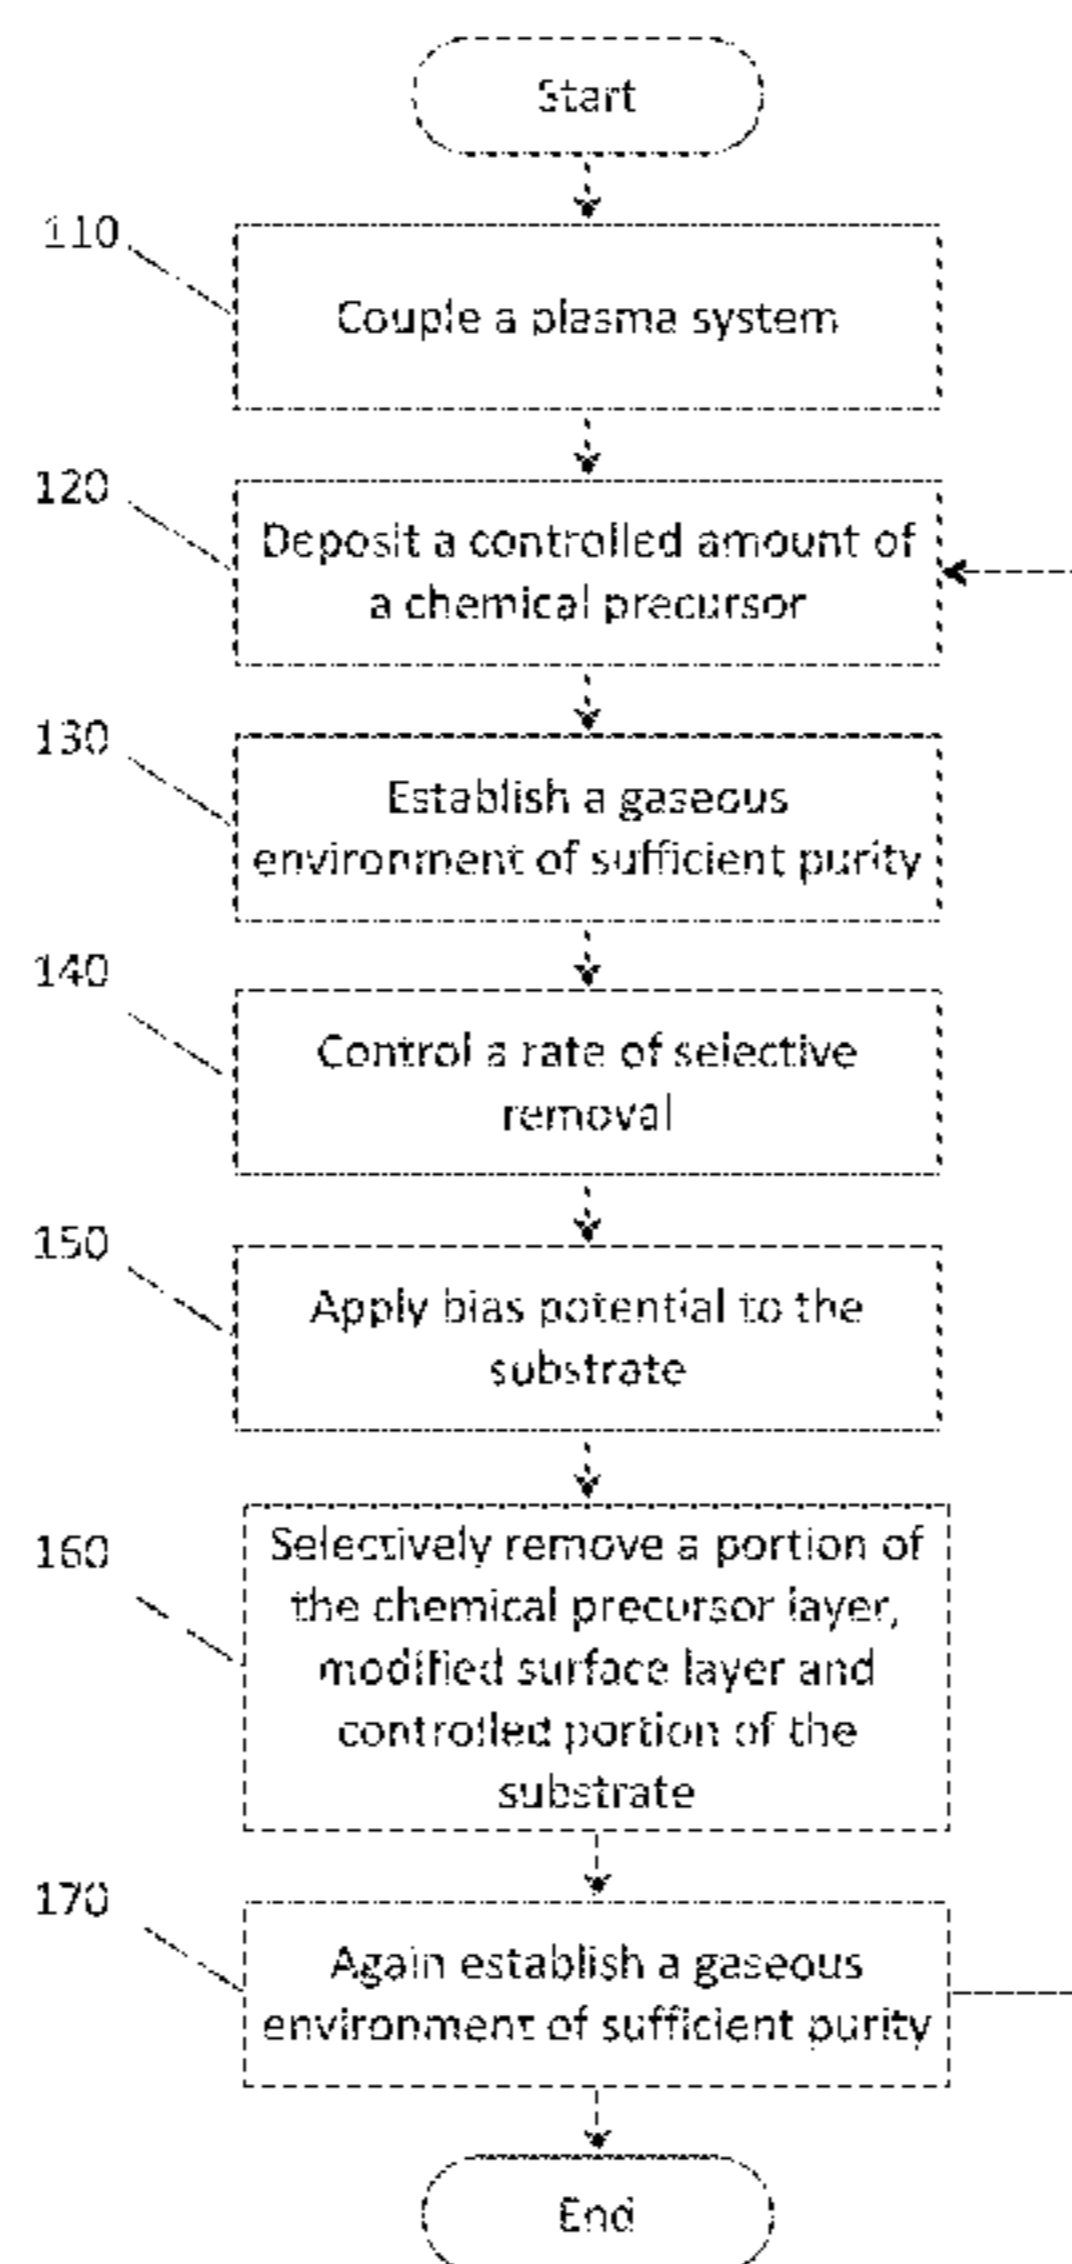 Start
110
Couple a plasma system
120
Deposit a controlled amount of
a chemical precursor
130
Establish a gaseous
environment of sufficient purity
140
Control a rate of selective
removal
150
Apply bias potential to the
substrate
160
Selectively remove a portion of
the chemical precursor layer,
modified surface layer and
controlled portion of the
substrate
170
Again establish a gaseous
environment of sufficient purity
End